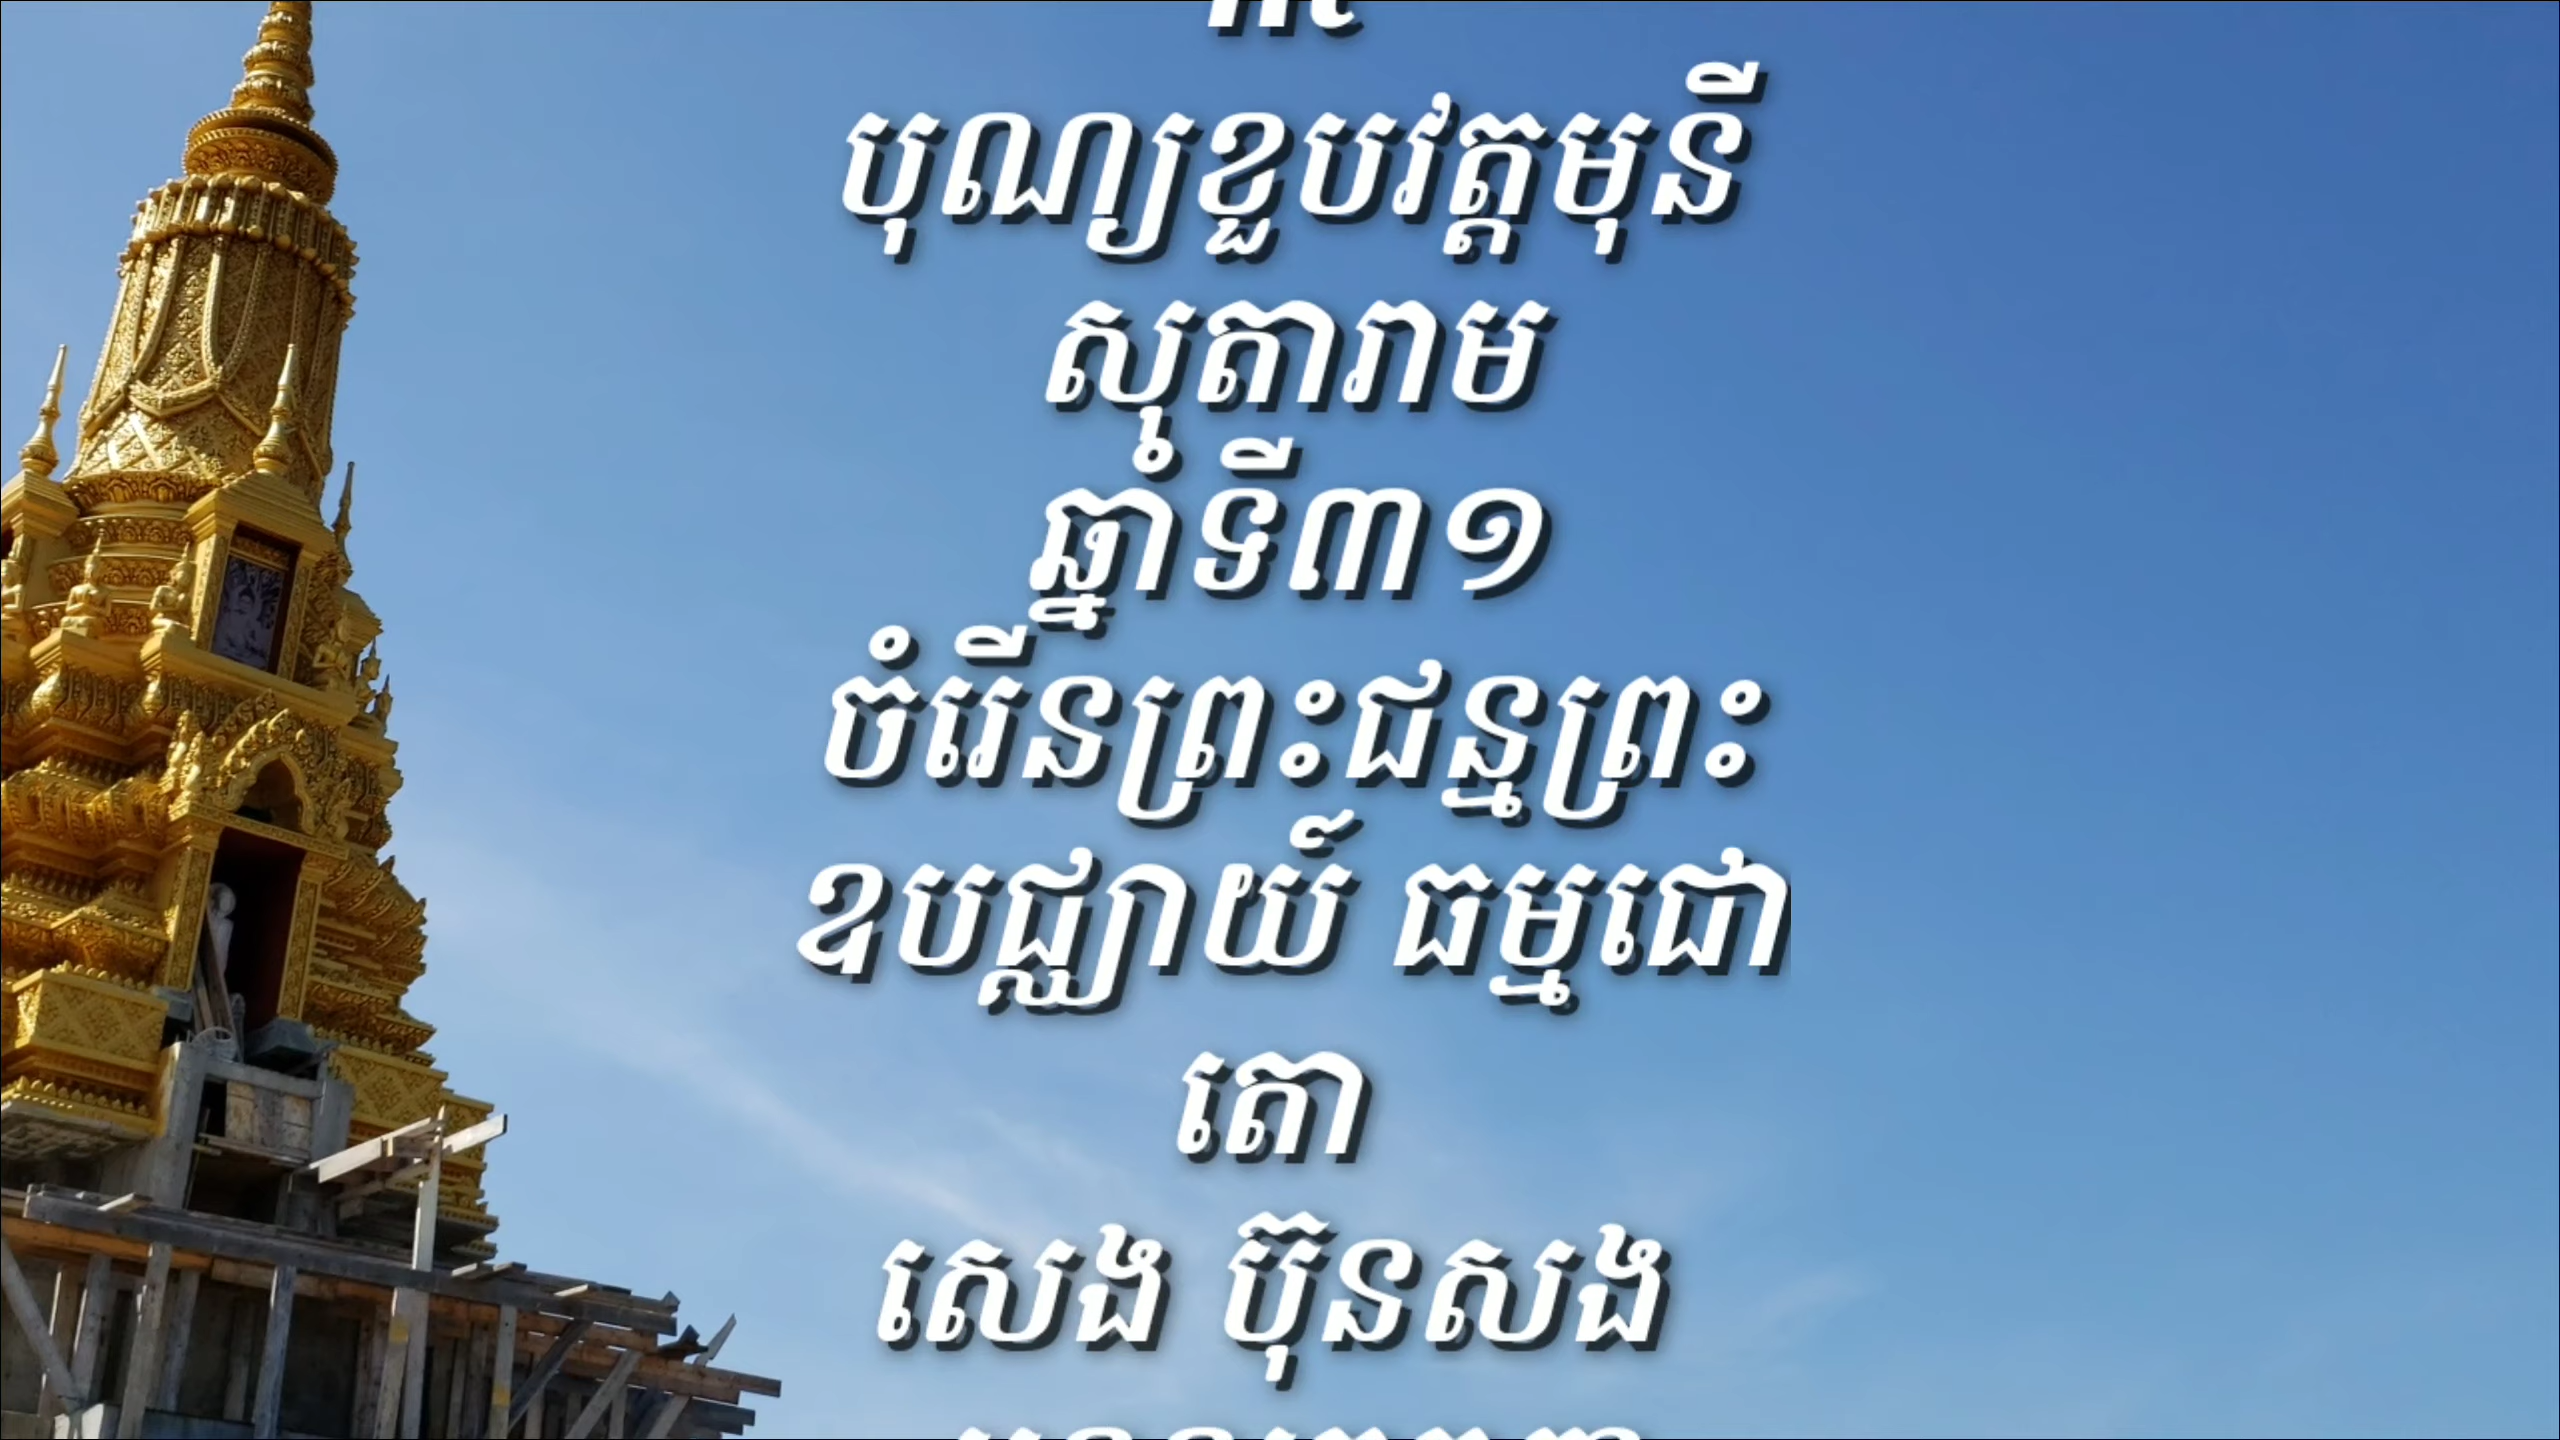 បុណ្យខួបវត្តមុនី
សុតារាម
ឆ្នាំទី៣១
ចំរើនព្រះជន្មព្រះ
ឧបជ្ឈាយ៍ ធម្មជោ
តោ
សេង ប៊ុនសង